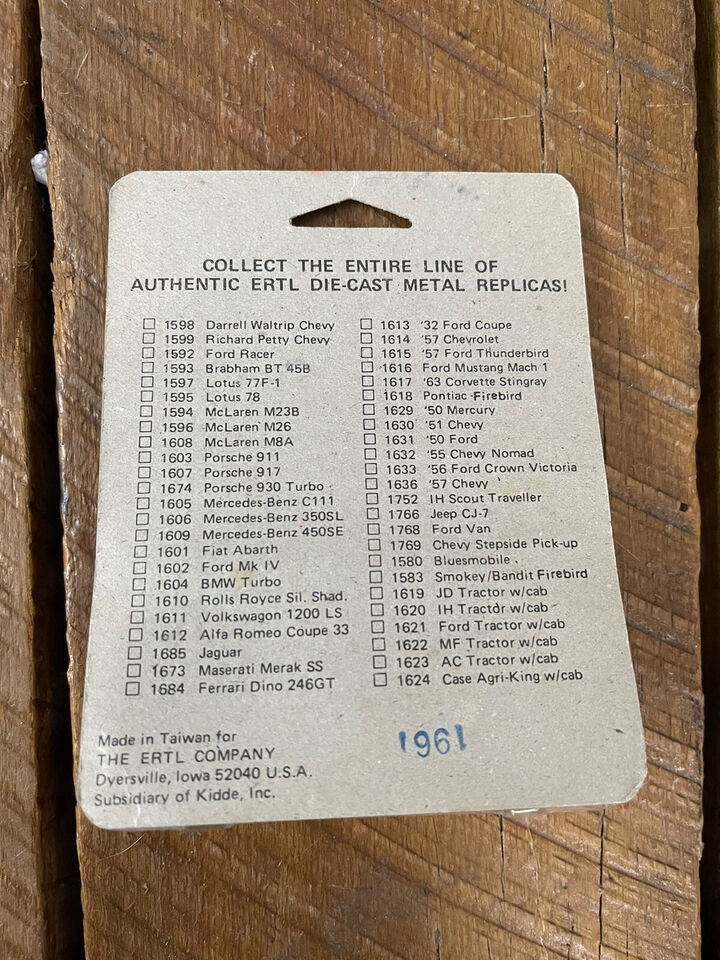 COLLECT THE ENTIRE LINE OF
AUTHENTIC ERTL DIE-CAST METAL REPLICAS!
☐ 1598 Darrell Waltrip Chevy
☐ 1599 Richard Petty Chevy
☐ 1592 Ford Racer
☐ 1593 Brabham BT 45B
☐ 1597 Lotus 77F-1
☐ 1595 Lotus 78
☐ 1594 McLaren M23B
☐ 1596 McLaren M26
☐ 1608 McLaren M8A
☐ 1603 Porsche 911
☐ 1607 Porsche 917
☐ 1674 Porsche 930 Turbo
☐ 1605 Mercedes-Benz C111
☐ 1606 Mercedes-Benz 350SL
☐ 1609 Mercedes-Benz 450SE
☐ 1601 Fiat Abarth
☐ 1602 Ford Mk IV
☐ 1604 BMW Turbo
☐ 1610 Rolls Royce Sil. Shad.
☐ 1611 Volkswagon 1200 LS
☐ 1612 Alfa Romeo Coupe 33
☐ 1685 Jaguar
☐ 1673 Maserati Merak SS
☐ 1684 Ferrari Dino 246GT
☐ 1613 '32 Ford Coupe
☐ 1614 '57 Chevrolet
☐ 1615 '57 Ford Thunderbird
☐ 1616 Ford Mustang Mach 1
☐ 1617 '63 Corvette Stingray
☐ 1618 Pontiac Firebird
☐ 1629 '50 Mercury
☐ 1630 '51 Chevy
☐ 1631 '50 Ford
☐ 1632 '55 Chevy Nomad
☐ 1633 '56 Ford Crown Victoria
☐ 1636 '57 Chevy
☐ 1752 IH Scout Traveller
☐ 1766 Jeep CJ-7
☐ 1768 Ford Van
☐ 1769 Chevy Stepside Pick-up
☐ 1580 Bluesmobile
☐ 1583 Smokey/Bandit Firebird
☐ 1619 JD Tractor w/cab
☐ 1620 IH Tractor w/cab
☐ 1621 Ford Tractor w/cab
☐ 1622 MF Tractor w/cab
☐ 1623 AC Tractor w/cab
☐ 1624 Case Agri-King w/cab
Made in Taiwan for
THE ERTL COMPANY
Dyersville, Iowa 52040 U.S.A.
Subsidiary of Kidde, Inc.
1961